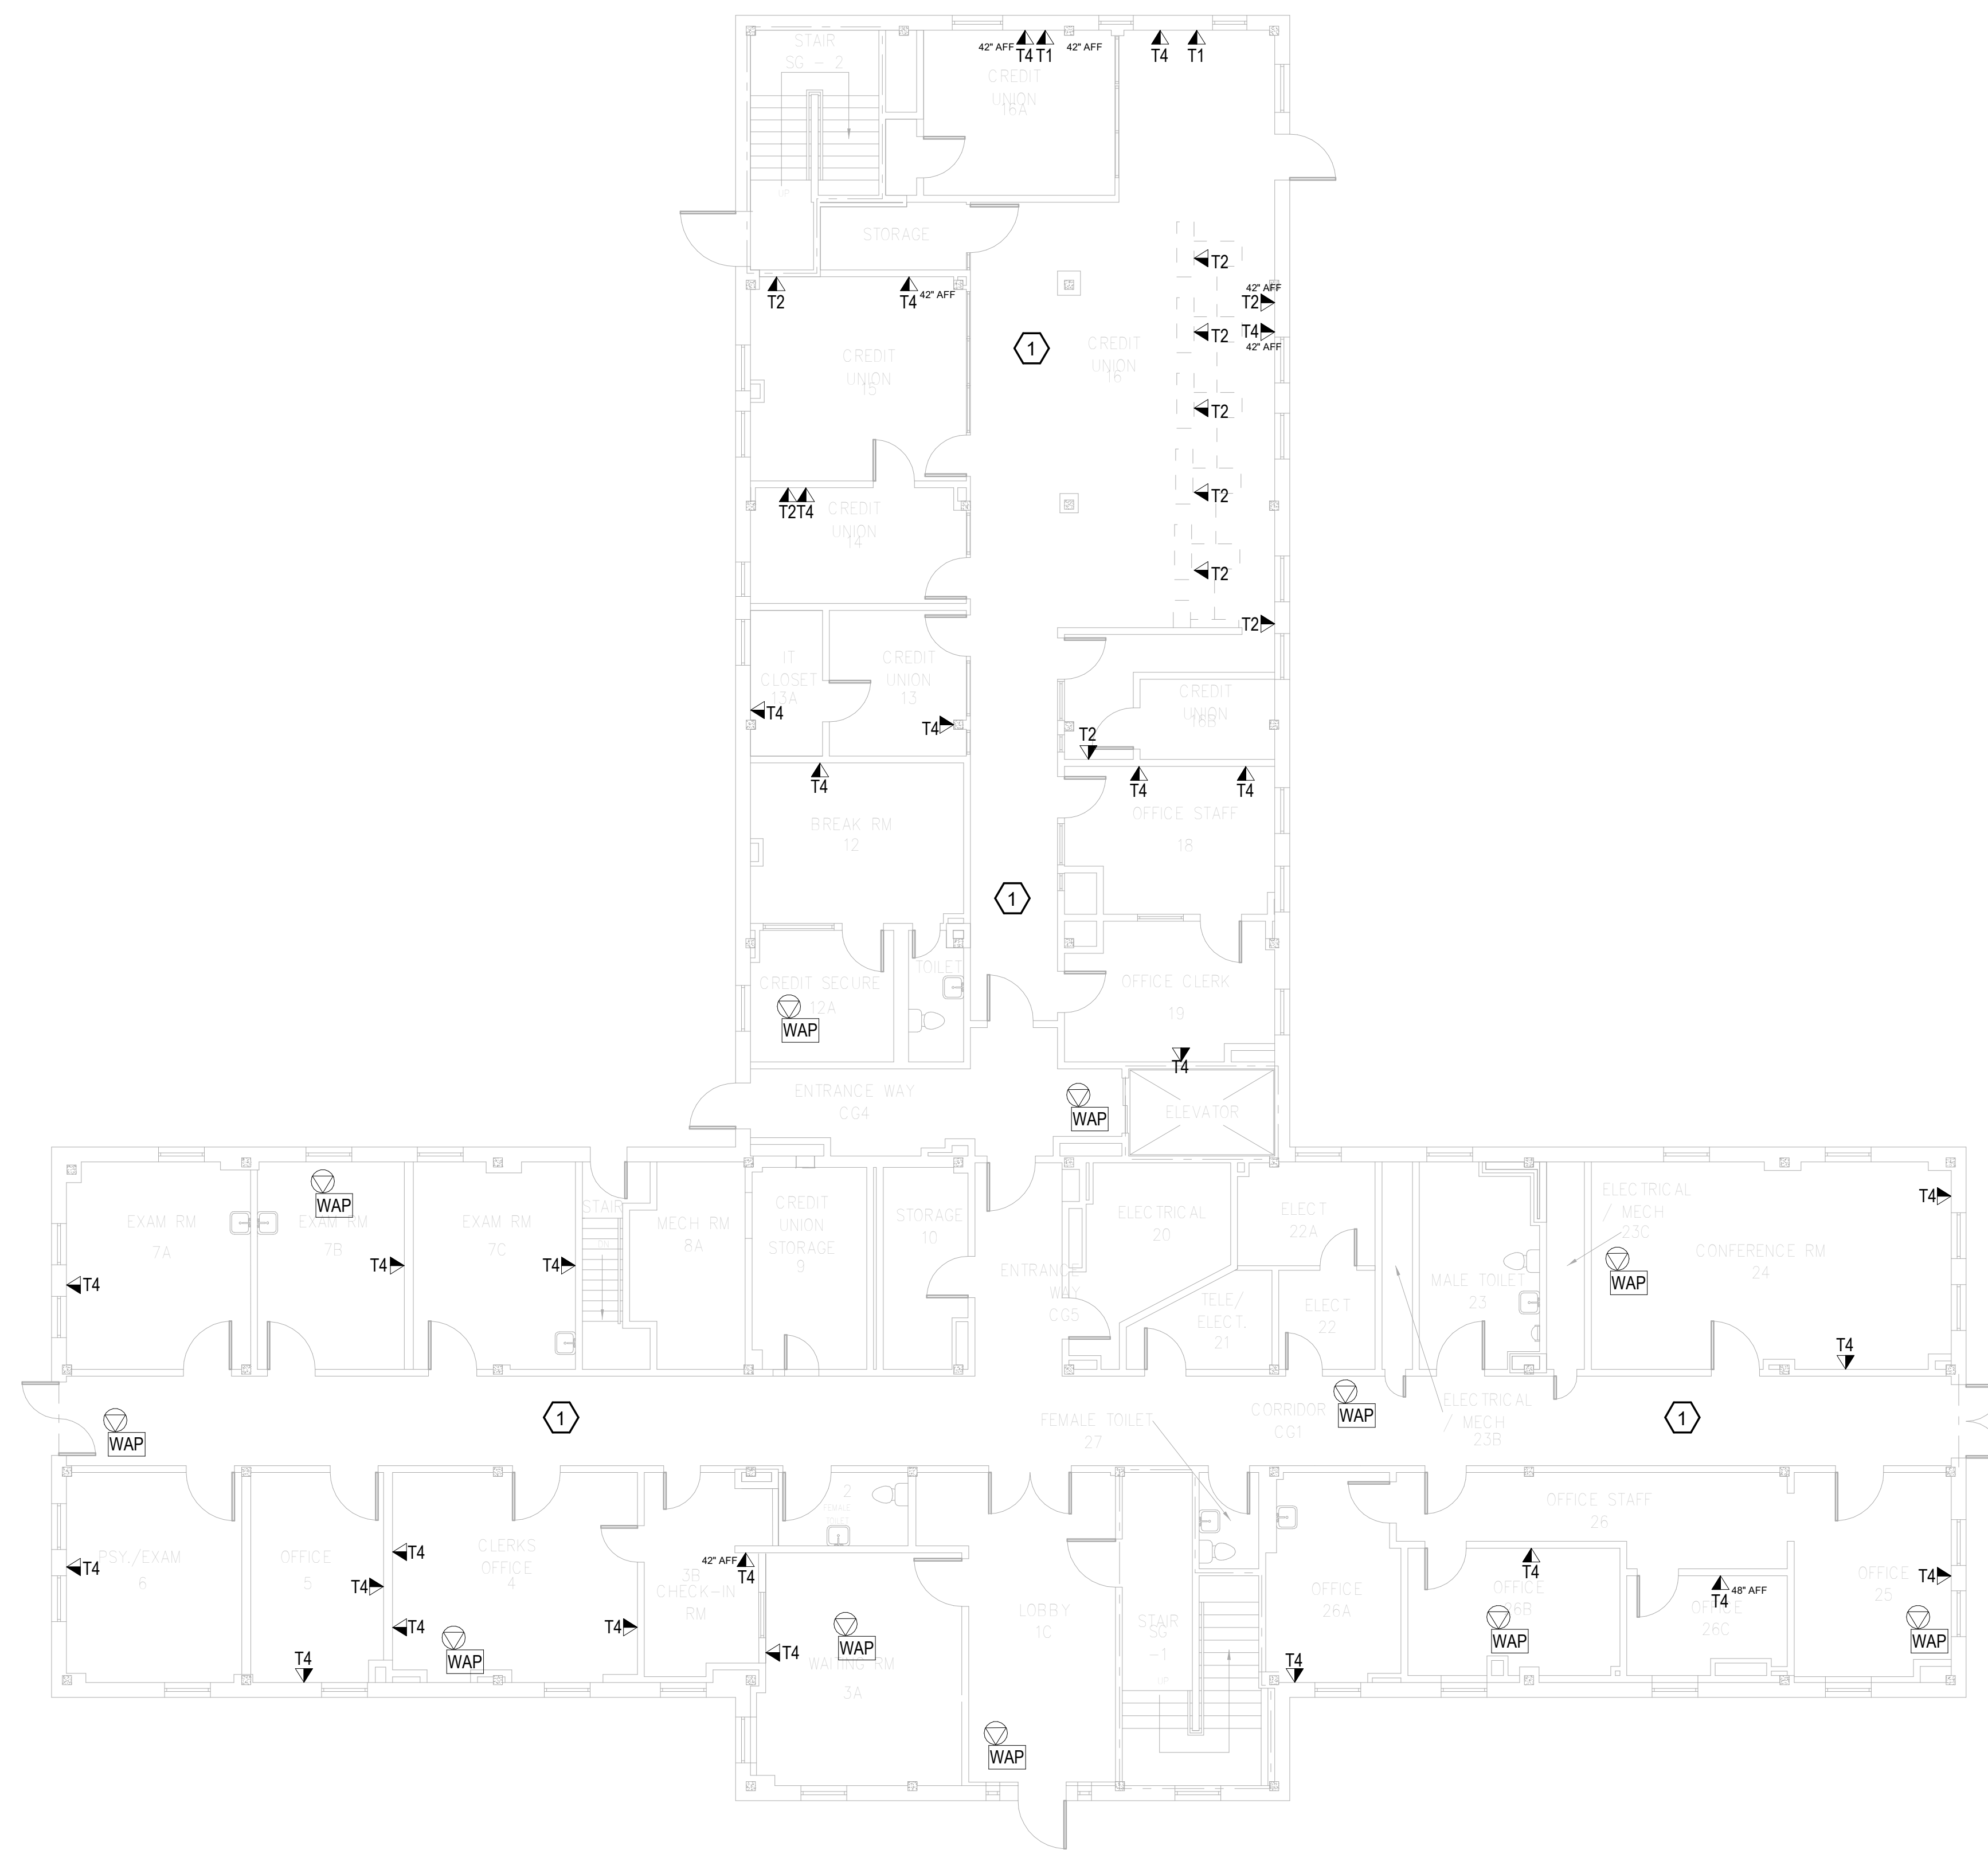 STAIR
SG - 2
UP
42" AFF
T4
T1
42" AFF
T4
T1
CREDIT
UNION
16A
STORAGE
T2
T4
42" AFF
T2
42" AFF
T2
T4
42" AFF
T2
T2
T2
T2
T2
CREDIT
UNION
15
1
CREDIT
UNION
16
T2
T4
CREDIT
UNION
14
IT
CLOSET
13A
T4
CREDIT
UNION
13
T4
CREDIT
UNION
16B
T2
T4
BREAK RM
12
T4
T4
OFFICE STAFF
18
1
CREDIT SECURE
12A
WAP
TOILET
OFFICE CLERK
19
T4
ENTRANCE WAY
CG4
WAP
ELEVATOR
EXAM RM
7A
T4
WAP
EXAM RM
7B
T4
EXAM RM
7C
T4
STAIR
DN
MECH RM
8A
CREDIT
UNION
STORAGE
9
STORAGE
10
ENTRANCE
WAY
CG5
ELECTRICAL
20
ELECT
22A
TELE/
ELECT.
21
ELECT
22
MALE TOILET
23
ELECTRICAL
/ MECH
23C
WAP
CONFERENCE RM
24
T4
T4
WAP
1
FEMALE TOILET
27
CORRIDOR
CG1
WAP
ELECTRICAL
/ MECH
23B
1
PSY./EXAM
6
T4
OFFICE
5
T4
T4
CLERKS
OFFICE
4
T4
T4
T4
WAP
42" AFF
T4
3B
CHECK-IN
RM
2
FEMALE
TOILET
T4
WAP
WAITING RM
3A
LOBBY
1C
WAP
STAIR
SG
-1
UP
OFFICE
26A
T4
OFFICE STAFF
26
T4
OFFICE
26B
WAP
T4
48" AFF
OFFICE
26C
OFFICE
25
T4
WAP